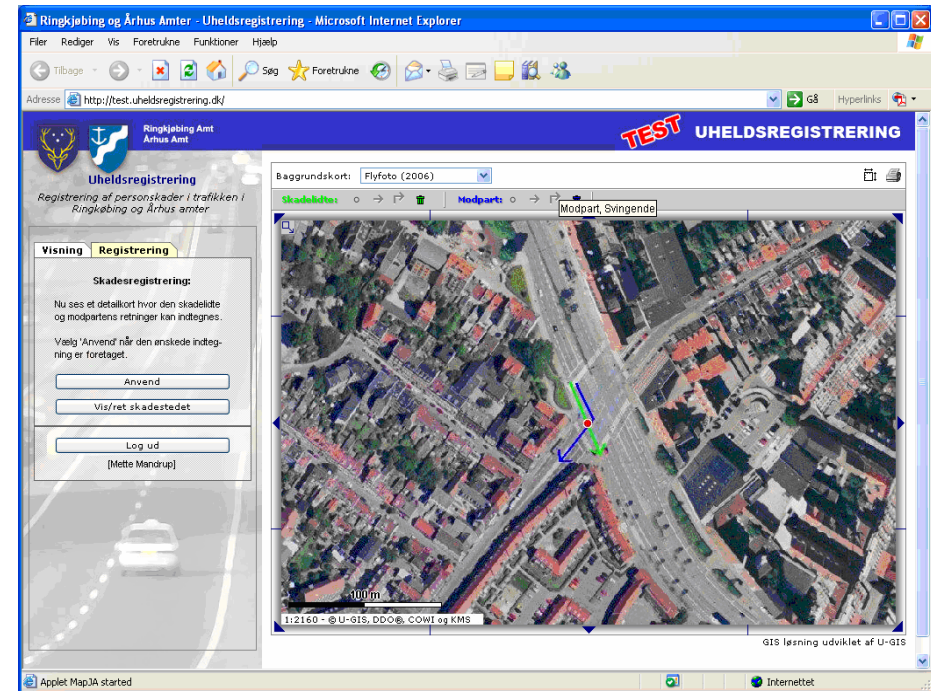 Ringkjøbing og Århus Amter - Uheldsregistrering - Microsoft Internet Explorer
Filer Rediger Vis Foretrukne Funktioner Hjælp
Tilbage Søg Foretrukne
Adresse http://test.uheldsregistrering.dk/ Gå Hyperlinks
Ringkjøbing Amt
Århus Amt
TEST UHELDSREGISTRERING
Uheldsregistrering
Registrering af personskader i trafikken i
Ringkøbing og Århus amter
Visning Registrering
Skadesregistrering:
Nu ses et detailkort hvor den skadelidte
og modpartens retninger kan indtegnes.
Vælg 'Anvend' når den ønskede indteg-
ning er foretaget.
Anvend
Vis/ret skadestedet
Log ud
[Mette Mandrup]
Baggrundskort: Flyfoto (2006)
Skadelidte: Modpart:
Modpart, Svingende
100 m
1:2160 - © U-GIS, DDO®, COWI og KMS
GIS løsning udviklet af U-GIS
Applet MapJA started Internettet